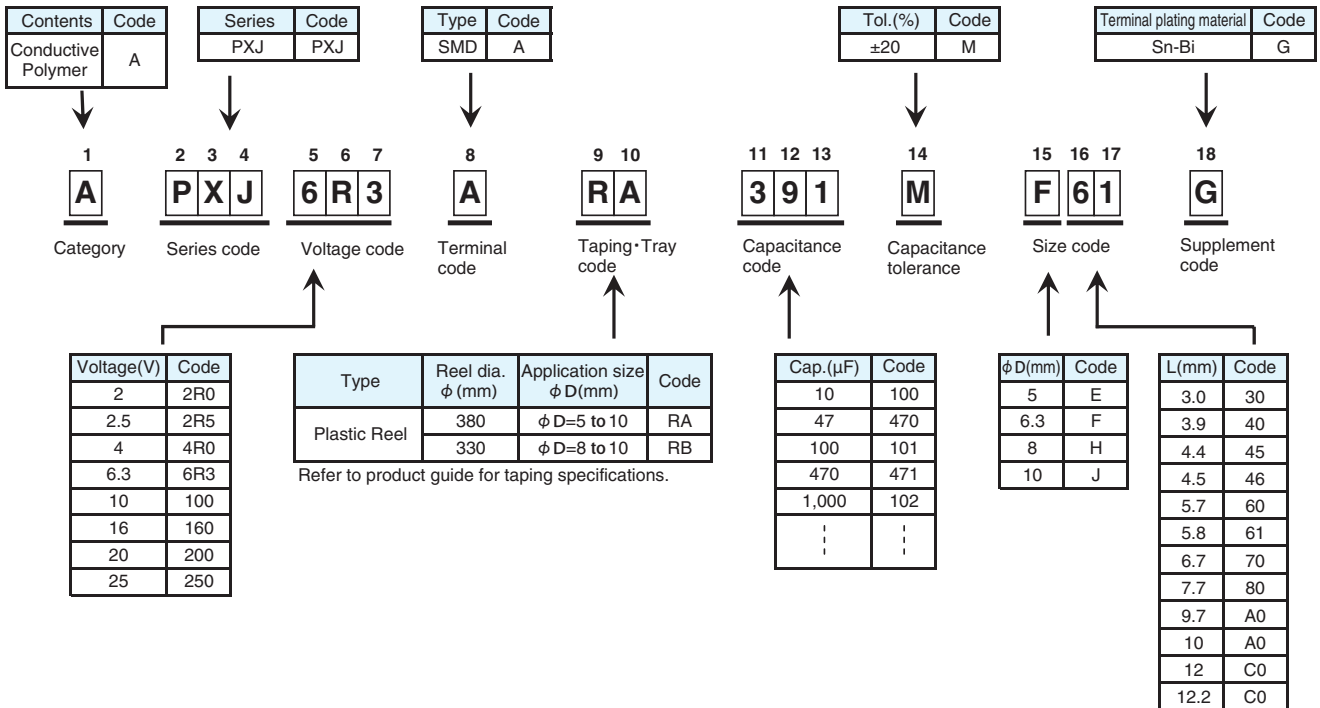 Contents Code
Conductive Polymer A
Series Code
PXJ PXJ
Type Code
SMD A
Tol.(%) Code
±20 M
Terminal plating material Code
Sn-Bi G
1 2 3 4 5 6 7 8 9 10 11 12 13 14 15 16 17 18
A P X J 6 R 3 A R A 3 9 1 M F 6 1 G
Category
Series code
Voltage code
Terminal
code
Taping・Tray
code
Capacitance
code
Capacitance
tolerance
Size code
Supplement
code
Voltage(V) Code
2 2R0
2.5 2R5
4 4R0
6.3 6R3
10 100
16 160
20 200
25 250
Type Reel dia. φ (mm) Application size φ D(mm) Code
Plastic Reel 380 φ D=5 to 10 RA
330 φ D=8 to 10 RB
Refer to product guide for taping specifications.
Cap.(µF) Code
10 100
47 470
100 101
470 471
1,000 102
φ D(mm) Code
5 E
6.3 F
8 H
10 J
L(mm) Code
3.0 30
3.9 40
4.4 45
4.5 46
5.7 60
5.8 61
6.7 70
7.7 80
9.7 A0
10 A0
12 C0
12.2 C0